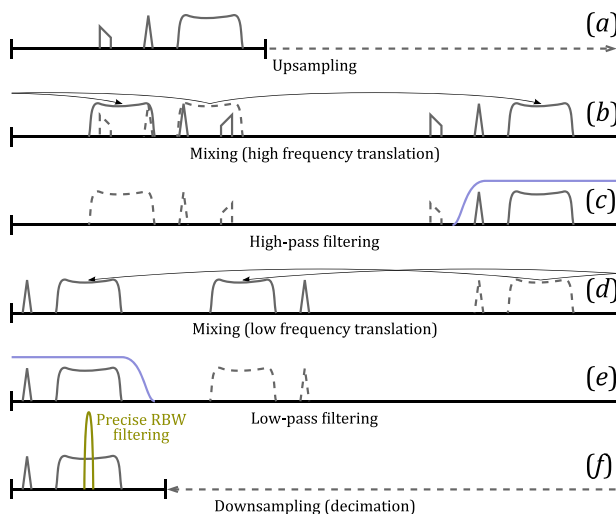 (a)
Upsampling
(b)
Mixing (high frequency translation)
(c)
High-pass filtering
(d)
Mixing (low frequency translation)
(e)
Low-pass filtering
Precise RBW
filtering
(f)
Downsampling (decimation)